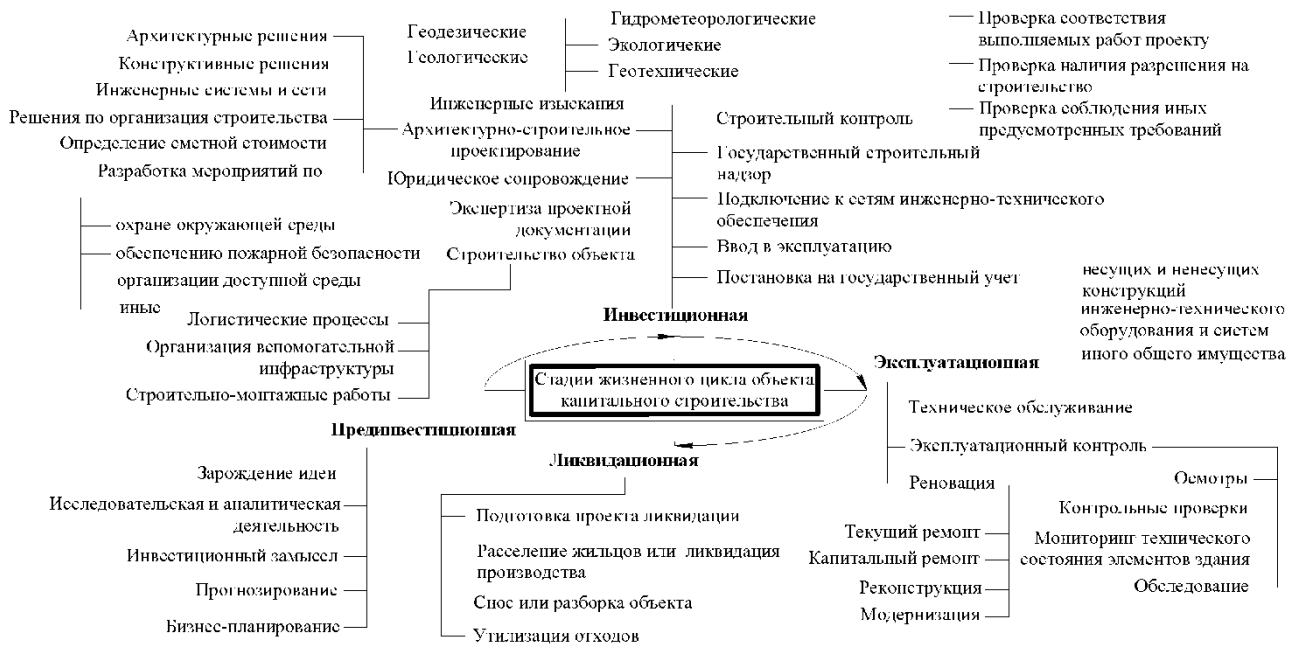 Архитектурные решения
Конструктивные решения
Инженерные системы и сети
Решения по организация строительства
Определение сметной стоимости
Разработка мероприятий по
охране окружающей среды
обеспечению пожарной безопасности
организации доступной среды
иные
Геодезические
Геологические
Гидрометеорологические
Экологичекие
Геотехнические
Инженерные изыскания
Архитектурно-строительное
проектирование
Юридическое сопровождение
Экспертиза проектной
документации
Строительство объекта
Логистические процессы
Организация вспомогательной
инфраструктуры
Строительно-монтажные работы
Строительный контроль
Государственный строительный
надзор
Подключение к сетям инженерно-технического
обеспечения
Ввод в эксплуатацию
Постановка на государственный учет
Проверка соответствия
выполняемых работ проекту
Проверка наличия разрешения на
строительство
Проверка соблюдения иных
предусмотренных требований
Инвестиционная
Стадии жизненного цикла объекта
капитального строительства
Прединвестиционная
Зарождение идеи
Исследовательская и аналитическая
деятельность
Инвестиционный замысел
Прогнозирование
Бизнес-планирование
Ликвидационная
Подготовка проекта ликвидации
Расселение жильцов или ликвидация
производства
Снос или разборка объекта
Утилизация отходов
Эксплуатационная
Техническое обслуживание
Эксплуатационный контроль
Реновация
Текущий ремонт
Капитальный ремонт
Реконструкция
Модернизация
Осмотры
Контрольные проверки
Мониторинг технического
состояния элементов здания
Обследование
несущих и ненесущих
конструкций
инженерно-технического
оборудования и систем
иного общего имущества